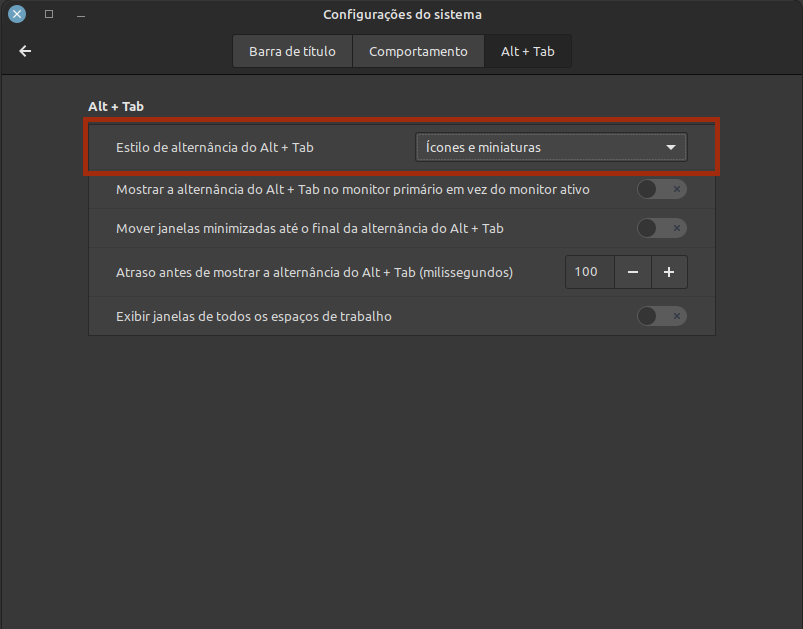 Configurações do sistema
Barra de título
Comportamento
Alt + Tab
Alt + Tab
Estilo de alternância do Alt + Tab
Ícones e miniaturas
Mostrar a alternância do Alt + Tab no monitor primário em vez do monitor ativo
Mover janelas minimizadas até o final da alternância do Alt + Tab
Atraso antes de mostrar a alternância do Alt + Tab (milissegundos)
100
Exibir janelas de todos os espaços de trabalho